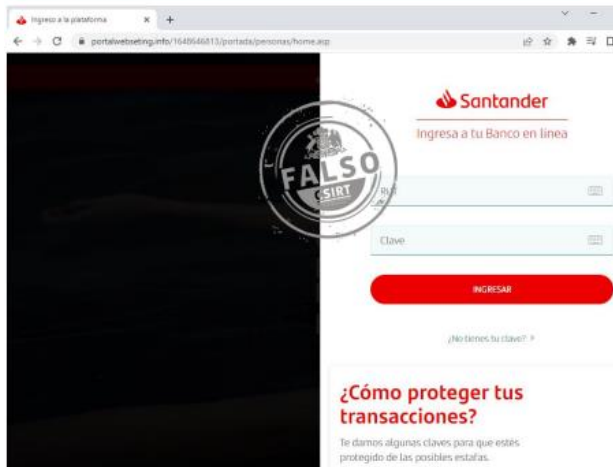 Ingreso a la plataforma
portalwebseting.info/1648646813/portada/personas/home.asp
Santander
Ingresa a tu Banco en línea
FALSO
CSIRT
RUT
Clave
INGRESAR
¿No tienes tu clave?
¿Cómo proteger tus
transacciones?
Te damos algunas claves para que estés
protegido de las posibles estafas.